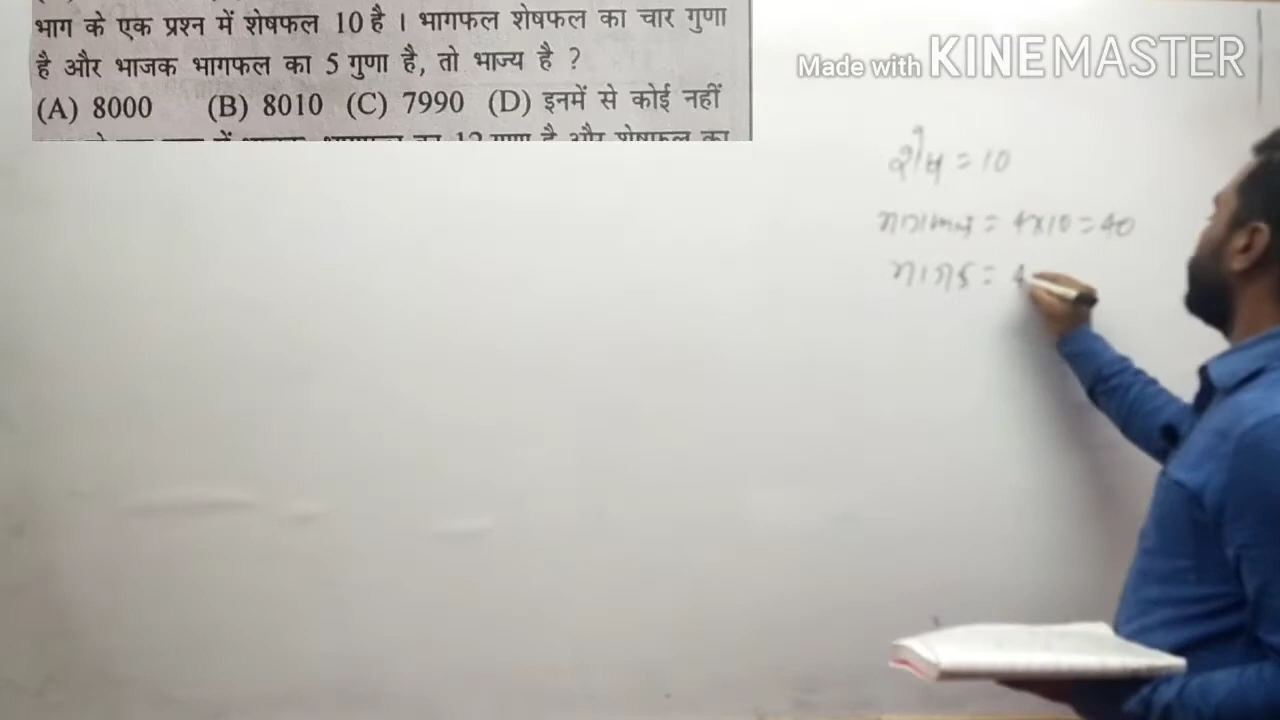 भाग के एक प्रश्न में शेषफल 10 है । भागफल शेषफल का चार गुणा
है और भाजक भागफल का 5 गुणा है, तो भाज्य है ?
(A) 8000 (B) 8010 (C) 7990 (D) इनमें से कोई नहीं
Made with KINEMASTER
शेष = 10
भागफल = 4×10 = 40
भाजक =